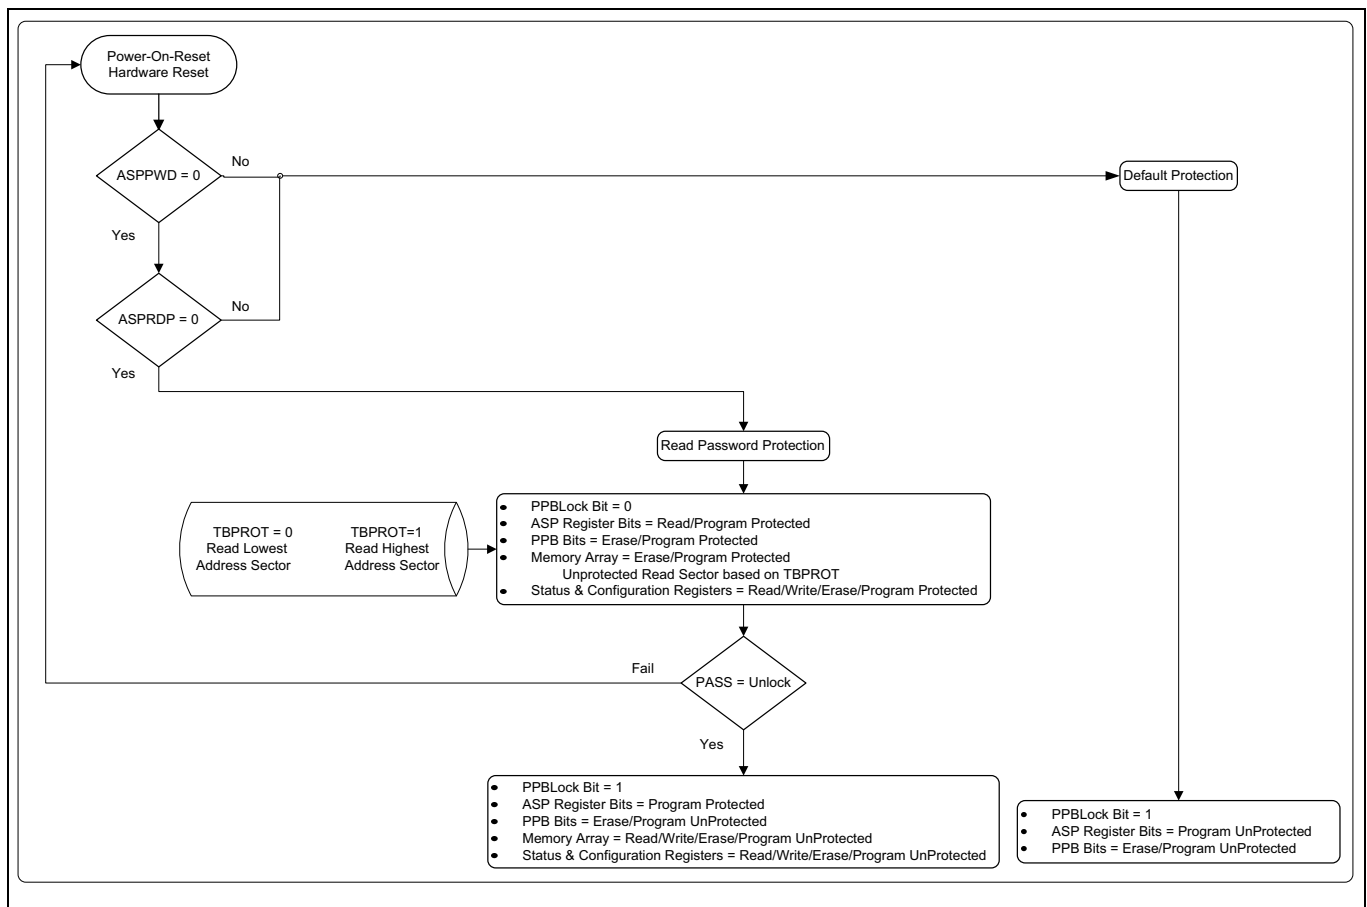 Power-On-Reset
Hardware Reset
No
ASPPWD = 0
Default Protection
Yes
No
ASPRDP = 0
Yes
Read Password Protection
TBPROT = 0
Read Lowest
Address Sector
TBPROT=1
Read Highest
Address Sector
• PPBLock Bit = 0
• ASP Register Bits = Read/Program Protected
• PPB Bits = Erase/Program Protected
• Memory Array = Erase/Program Protected
Unprotected Read Sector based on TBPROT
• Status & Configuration Registers = Read/Write/Erase/Program Protected
Fail
PASS = Unlock
Yes
• PPBLock Bit = 1
• ASP Register Bits = Program Protected
• PPB Bits = Erase/Program UnProtected
• Memory Array = Read/Write/Erase/Program UnProtected
• Status & Configuration Registers = Read/Write/Erase/Program UnProtected
• PPBLock Bit = 1
• ASP Register Bits = Program UnProtected
• PPB Bits = Erase/Program UnProtected